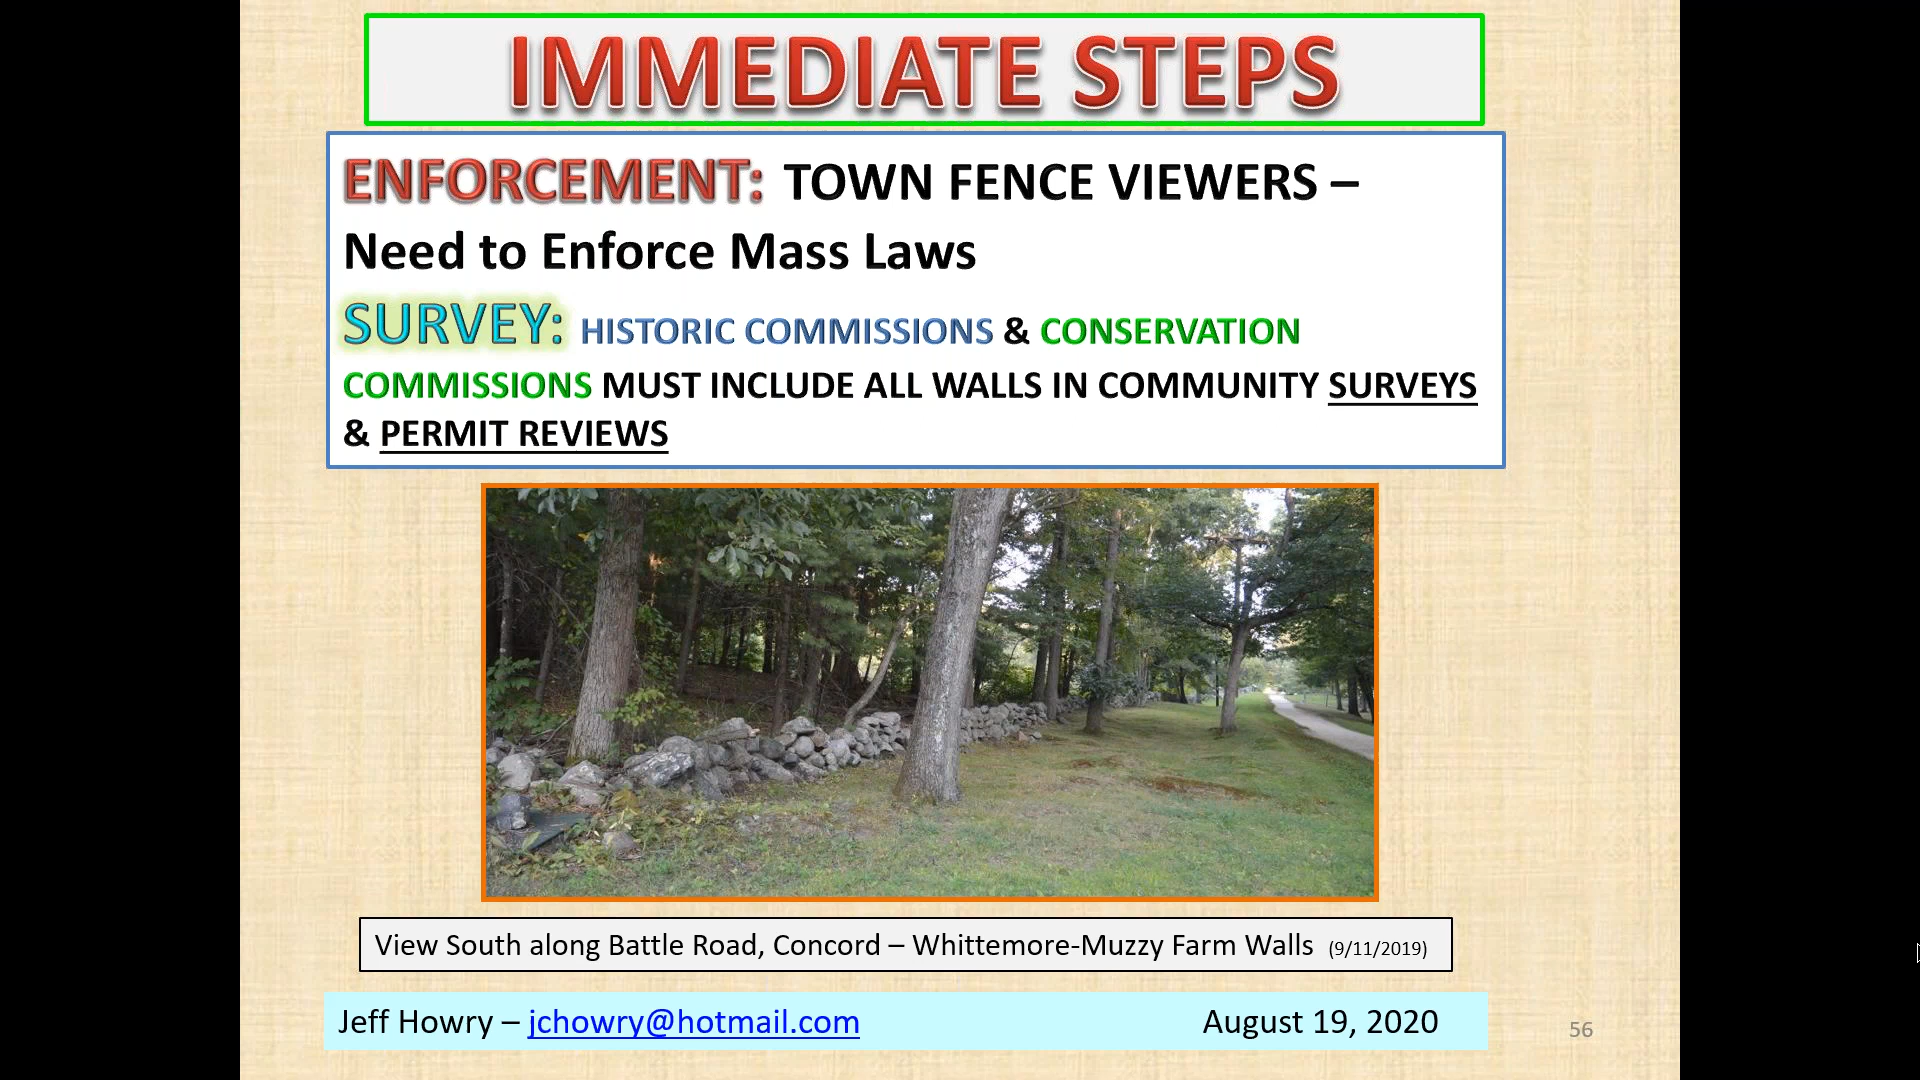 IMMEDIATE STEPS
ENFORCEMENT: TOWN FENCE VIEWERS –
Need to Enforce Mass Laws
SURVEY: HISTORIC COMMISSIONS & CONSERVATION
COMMISSIONS MUST INCLUDE ALL WALLS IN COMMUNITY SURVEYS
& PERMIT REVIEWS
View South along Battle Road, Concord – Whittemore-Muzzy Farm Walls (9/11/2019)
Jeff Howry – jchowry@hotmail.com August 19, 2020
56